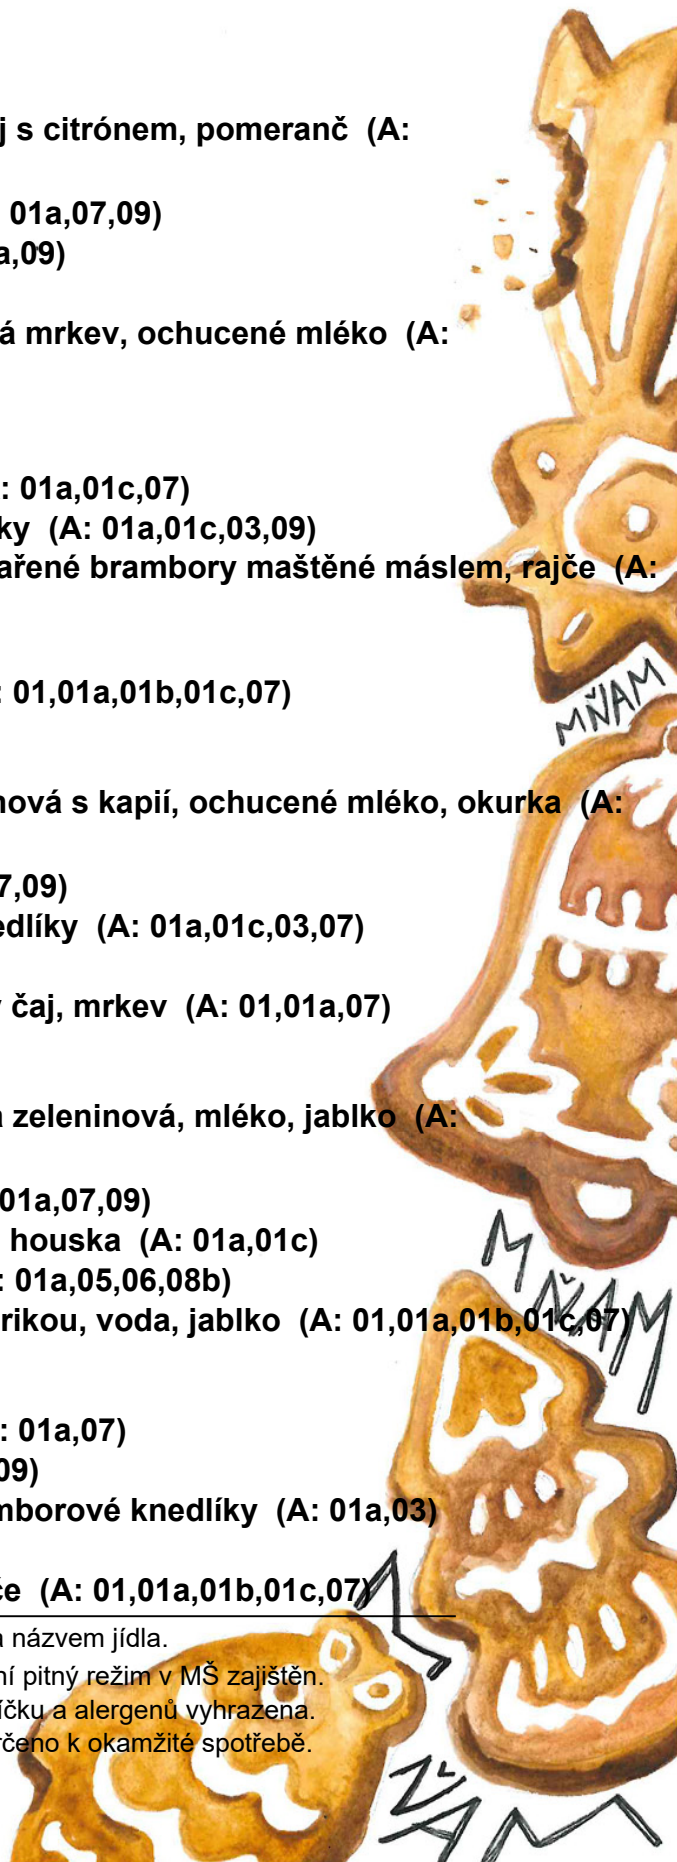 j s citrónem, pomeranč (A:
01a,07,09)
a,09)
á mrkev, ochucené mléko (A:
: 01a,01c,07)
ky (A: 01a,01c,03,09)
ařené brambory maštěné máslem, rajče (A:
: 01,01a,01b,01c,07)
MŇAM
nová s kapií, ochucené mléko, okurka (A:
7,09)
edlíky (A: 01a,01c,03,07)
čaj, mrkev (A: 01,01a,07)
a zeleninová, mléko, jablko (A:
01a,07,09)
houska (A: 01a,01c)
: 01a,05,06,08b)
MŇAM
rikou, voda, jablko (A: 01,01a,01b,01c,07)
: 01a,07)
09)
mborové knedlíky (A: 01a,03)
če (A: 01,01a,01b,01c,07)
a názvem jídla.
ní pitný režim v MŠ zajištěn.
íčku a alergenů vyhrazena.
rčeno k okamžité spotřebě.
ŇAM